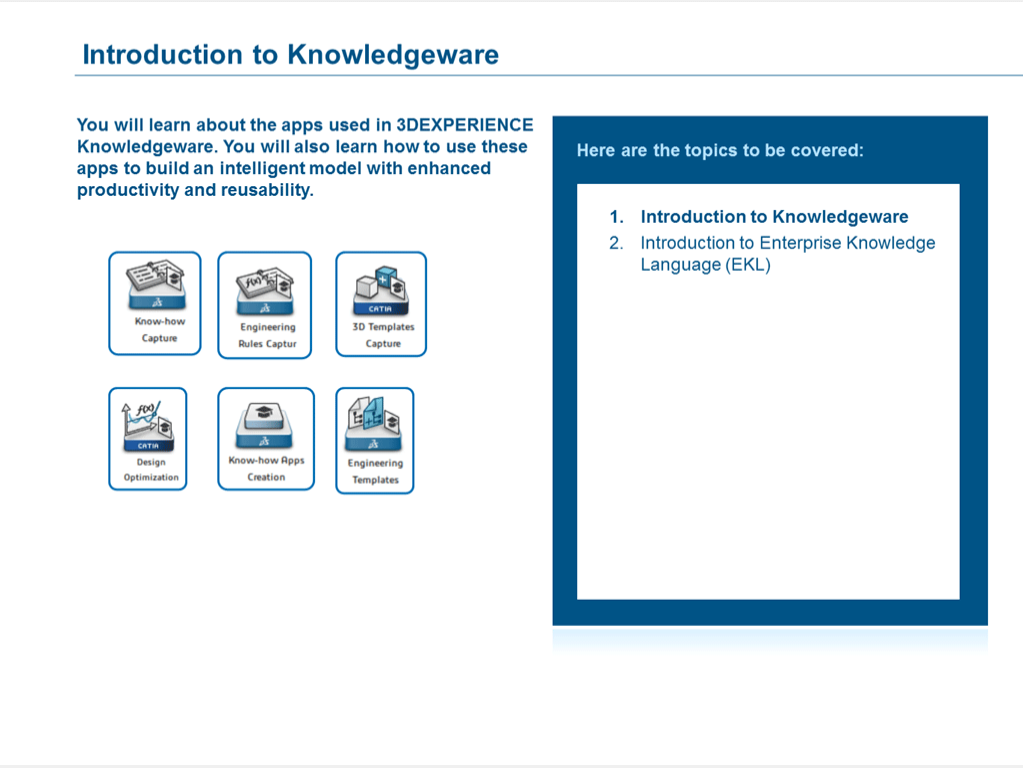 Introduction to Knowledgeware
You will learn about the apps used in 3DEXPERIENCE
Knowledgeware. You will also learn how to use these
apps to build an intelligent model with enhanced
productivity and reusability.
Here are the topics to be covered:
1. Introduction to Knowledgeware
2. Introduction to Enterprise Knowledge
Language (EKL)
Know-how
Capture
f(x)
Engineering
Rules Captur
CATIA
3D Templates
Capture
f(x)
CATIA
Design
Optimization
Know-how Apps
Creation
Engineering
Templates